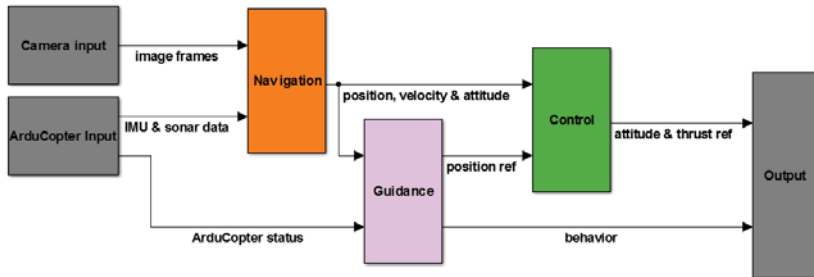 Camera input
image frames
Navigation
position, velocity & attitude
ArduCopter Input
IMU & sonar data
Control
attitude & thrust ref
Guidance
position ref
Output
ArduCopter status
behavior